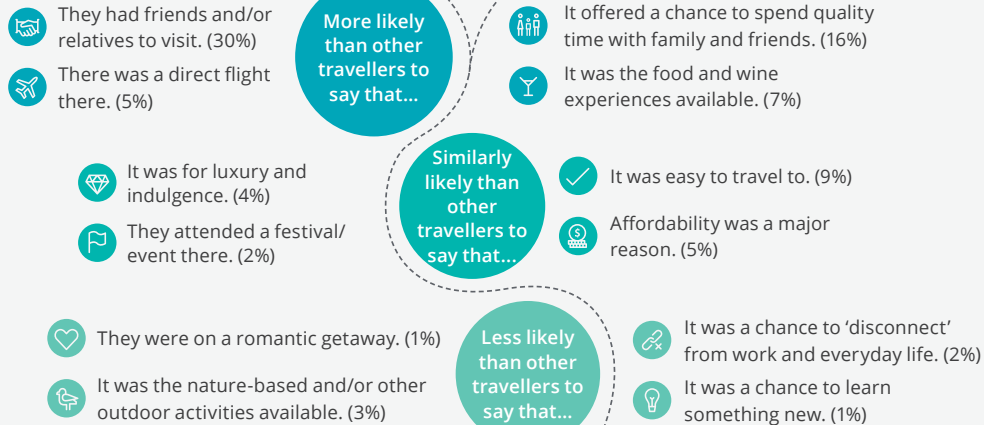 They had friends and/or
relatives to visit. (30%)
There was a direct flight
there. (5%)
More likely
than other
travellers to
say that...
It offered a chance to spend quality
time with family and friends. (16%)
It was the food and wine
experiences available. (7%)
It was for luxury and
indulgence. (4%)
They attended a festival/
event there. (2%)
Similarly
likely than
other
travellers to
say that...
It was easy to travel to. (9%)
Affordability was a major
reason. (5%)
They were on a romantic getaway. (1%)
It was the nature-based and/or other
outdoor activities available. (3%)
Less likely
than other
travellers to
say that...
It was a chance to ‘disconnect’
from work and everyday life. (2%)
It was a chance to learn
something new. (1%)